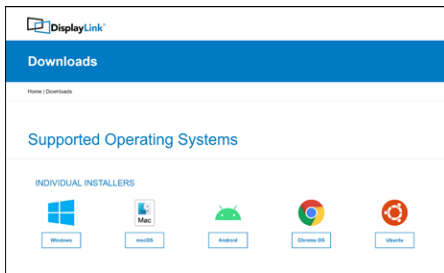 DisplayLink®
Downloads
Home | Downloads
Supported Operating Systems
INDIVIDUAL INSTALLERS
Mac
Windows
macOS
Android
Chrome OS
Ubuntu